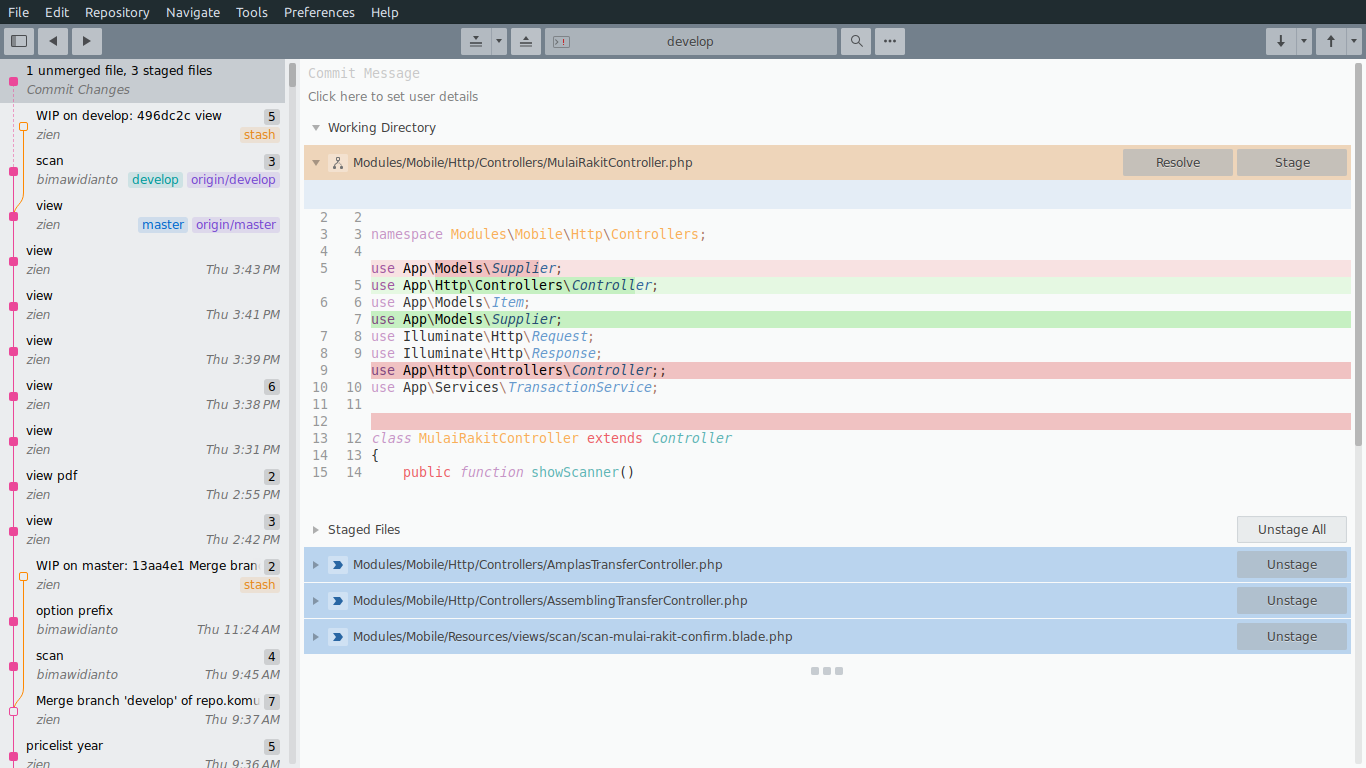 File Edit Repository Navigate Tools Preferences Help
develop
1 unmerged file, 3 staged files
Commit Changes
WIP on develop: 496dc2c view 5
zien stash
scan 3
bimawidianto develop origin/develop
view
zien master origin/master
view
zien Thu 3:43 PM
view
zien Thu 3:41 PM
view
zien Thu 3:39 PM
view 6
zien Thu 3:38 PM
view
zien Thu 3:31 PM
view pdf 2
zien Thu 2:55 PM
view 3
zien Thu 2:42 PM
WIP on master: 13aa4e1 Merge bran 2
zien stash
option prefix
bimawidianto Thu 11:24 AM
scan 4
bimawidianto Thu 9:45 AM
Merge branch 'develop' of repo.komu 7
zien Thu 9:37 AM
pricelist year 5
zien Thu 9:36 AM
Commit Message
Click here to set user details
Working Directory
Modules/Mobile/Http/Controllers/MulaiRakitController.php Resolve Stage
2 2
3 3 namespace Modules\Mobile\Http\Controllers;
4 4
5 use App\Models\Supplier;
5 use App\Http\Controllers\Controller;
6 6 use App\Models\Item;
7 use App\Models\Supplier;
7 8 use Illuminate\Http\Request;
8 9 use Illuminate\Http\Response;
9 use App\Http\Controllers\Controller;;
10 10 use App\Services\TransactionService;
11 11
12
13 12 class MulaiRakitController extends Controller
14 13 {
15 14 public function showScanner()
Staged Files Unstage All
Modules/Mobile/Http/Controllers/AmplasTransferController.php Unstage
Modules/Mobile/Http/Controllers/AssemblingTransferController.php Unstage
Modules/Mobile/Resources/views/scan/scan-mulai-rakit-confirm.blade.php Unstage